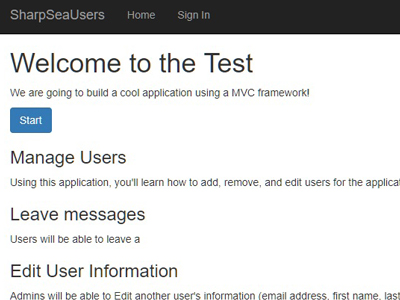 SharpSeaUsers Home Sign In
Welcome to the Test
We are going to build a cool application using a MVC framework!
Start
Manage Users
Using this application, you'll learn how to add, remove, and edit users for the
Leave messages
Users will be able to leave a
Edit User Information
Admins will be able to Edit another user's information (email address, first name, last